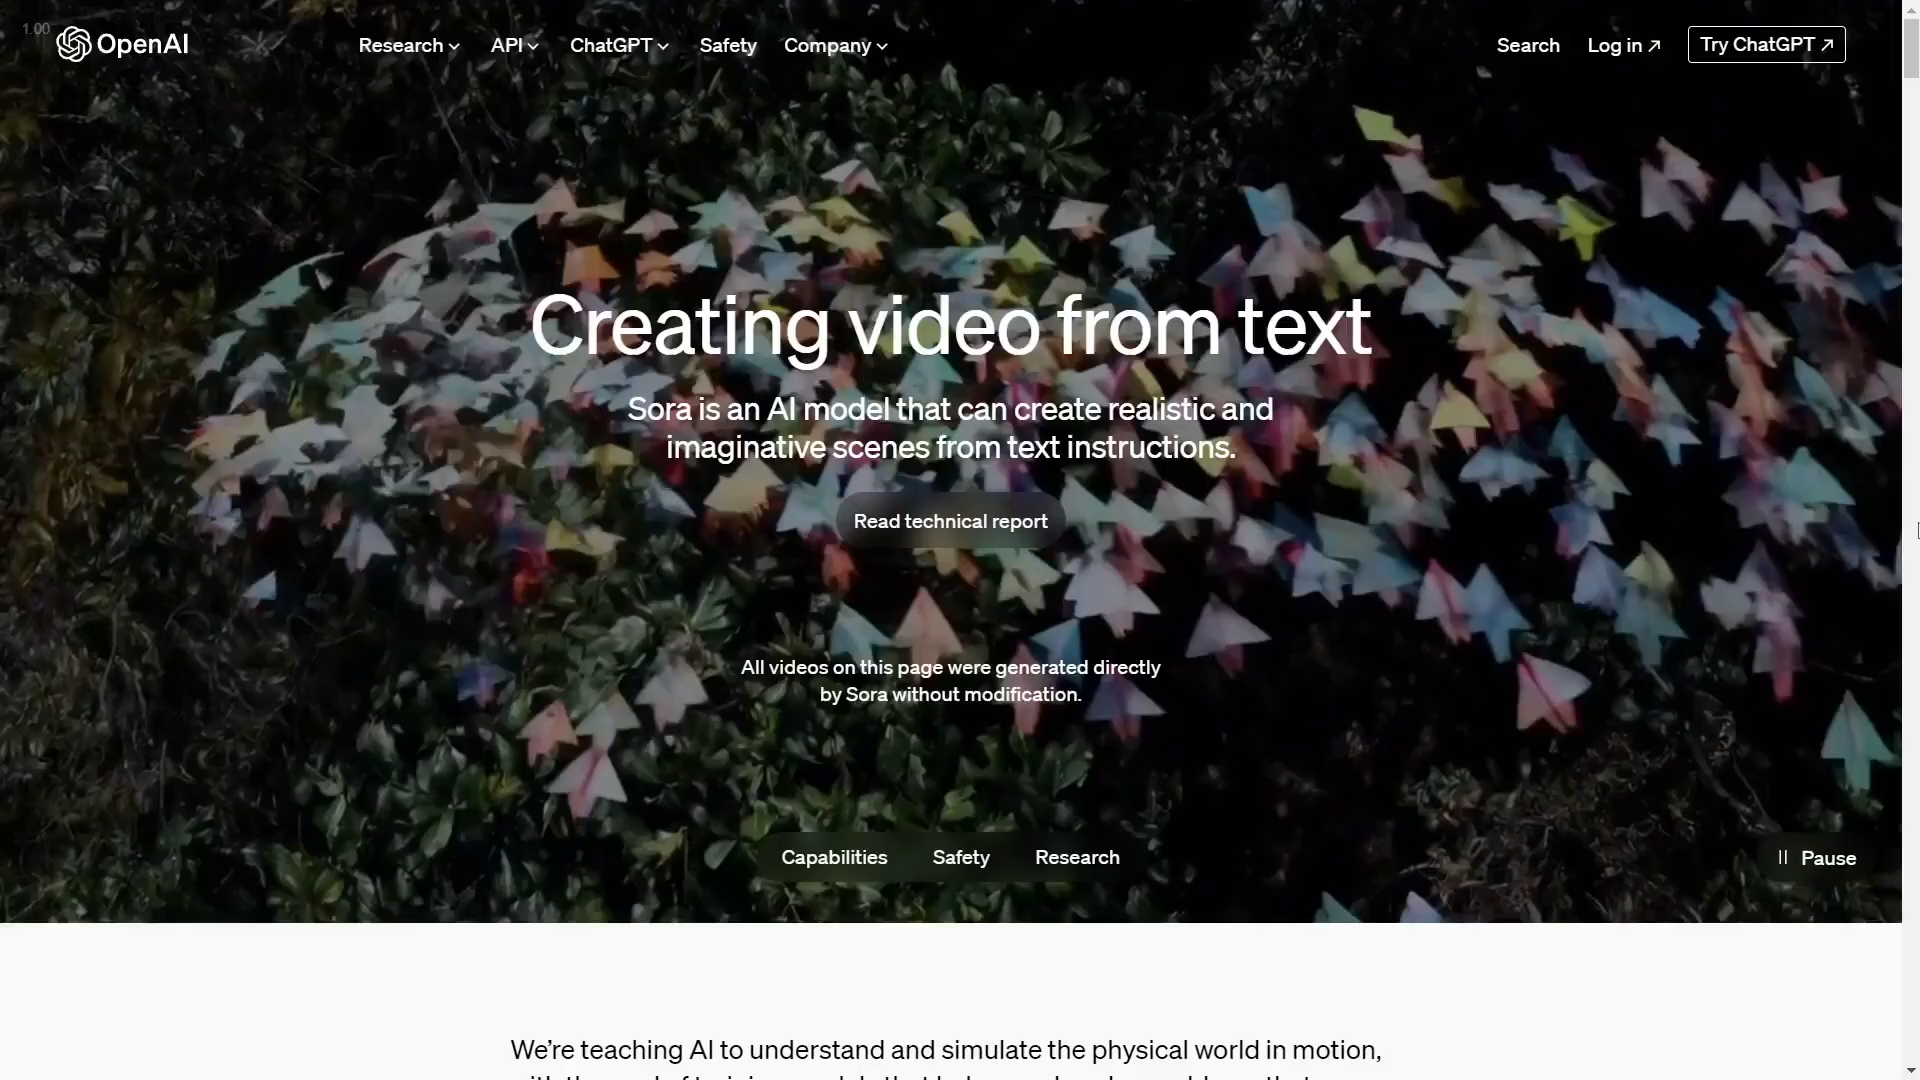 1.00
OpenAI
Research
API
ChatGPT
Safety
Company
Search
Log in
Try ChatGPT
Creating video from text
Sora is an AI model that can create realistic and
imaginative scenes from text instructions.
Read technical report
All videos on this page were generated directly
by Sora without modification.
Capabilities
Safety
Research
Pause
We’re teaching AI to understand and simulate the physical world in motion,